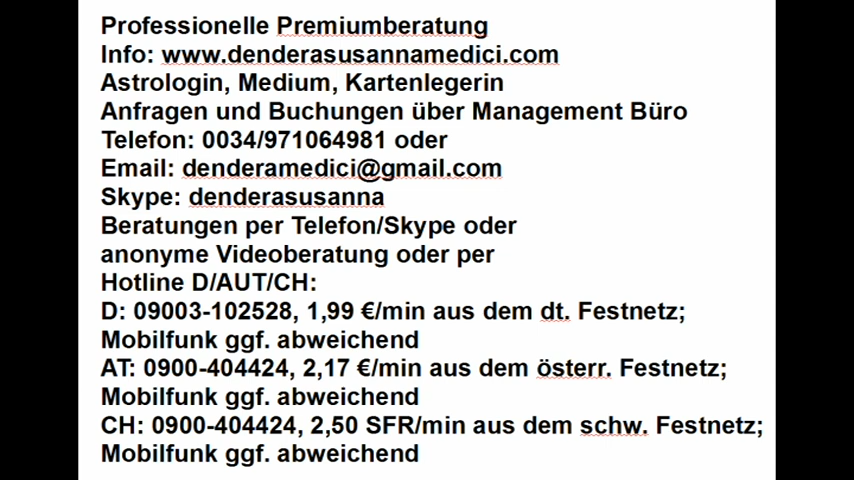 Professionelle Premiumberatung
Info: www.denderasusannamedici.com
Astrologin, Medium, Kartenlegerin
Anfragen und Buchungen über Management Büro
Telefon: 0034/971064981 oder
Email: denderamedici@gmail.com
Skype: denderasusanna
Beratungen per Telefon/Skype oder
anonyme Videoberatung oder per
Hotline D/AUT/CH:
D: 09003-102528, 1,99 €/min aus dem dt. Festnetz;
Mobilfunk ggf. abweichend
AT: 0900-404424, 2,17 €/min aus dem österr. Festnetz;
Mobilfunk ggf. abweichend
CH: 0900-404424, 2,50 SFR/min aus dem schw. Festnetz;
Mobilfunk ggf. abweichend